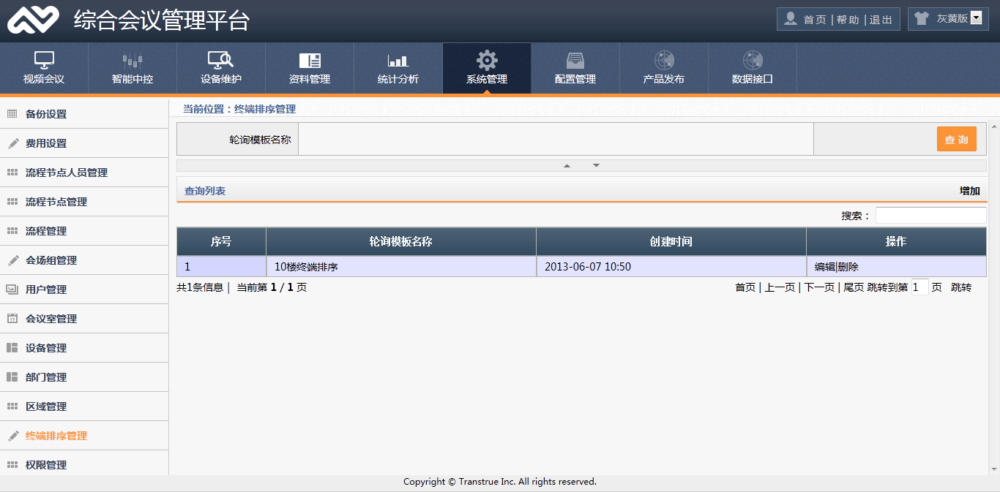 综合会议管理平台
首页 | 帮助 | 退出
灰黄版
视频会议
智能中控
设备维护
资料管理
统计分析
系统管理
配置管理
产品发布
数据接口
备份设置
费用设置
流程节点人员管理
流程节点管理
流程管理
会场组管理
用户管理
会议室管理
设备管理
部门管理
区域管理
终端排序管理
权限管理
当前位置：终端排序管理
轮询模板名称
查 询
查询列表
增加
搜索：
序号 轮询模板名称 创建时间 操作
1 10楼终端排序 2013-06-07 10:50 编辑|删除
共1条信息 | 当前第 1 / 1 页
首页 | 上一页 | 下一页 | 尾页 跳转到第 1 页 跳转
Copyright © Transtrue Inc. All rights reserved.